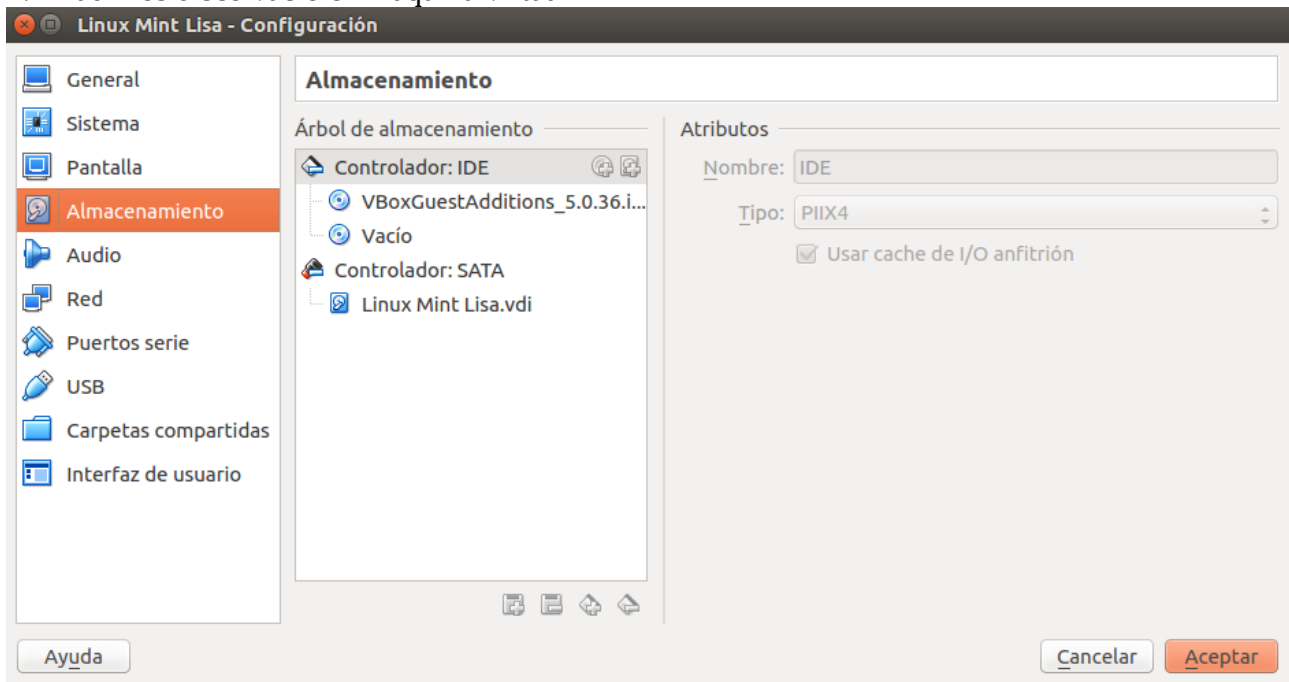 Linux Mint Lisa - Configuración
General
Sistema
Pantalla
Almacenamiento
Audio
Red
Puertos serie
USB
Carpetas compartidas
Interfaz de usuario
Almacenamiento
Árbol de almacenamiento
Controlador: IDE
VBoxGuestAdditions_5.0.36.i...
Vacío
Controlador: SATA
Linux Mint Lisa.vdi
Atributos
Nombre: IDE
Tipo: PIIX4
Usar cache de I/O anfitrión
Ayuda
Cancelar
Aceptar